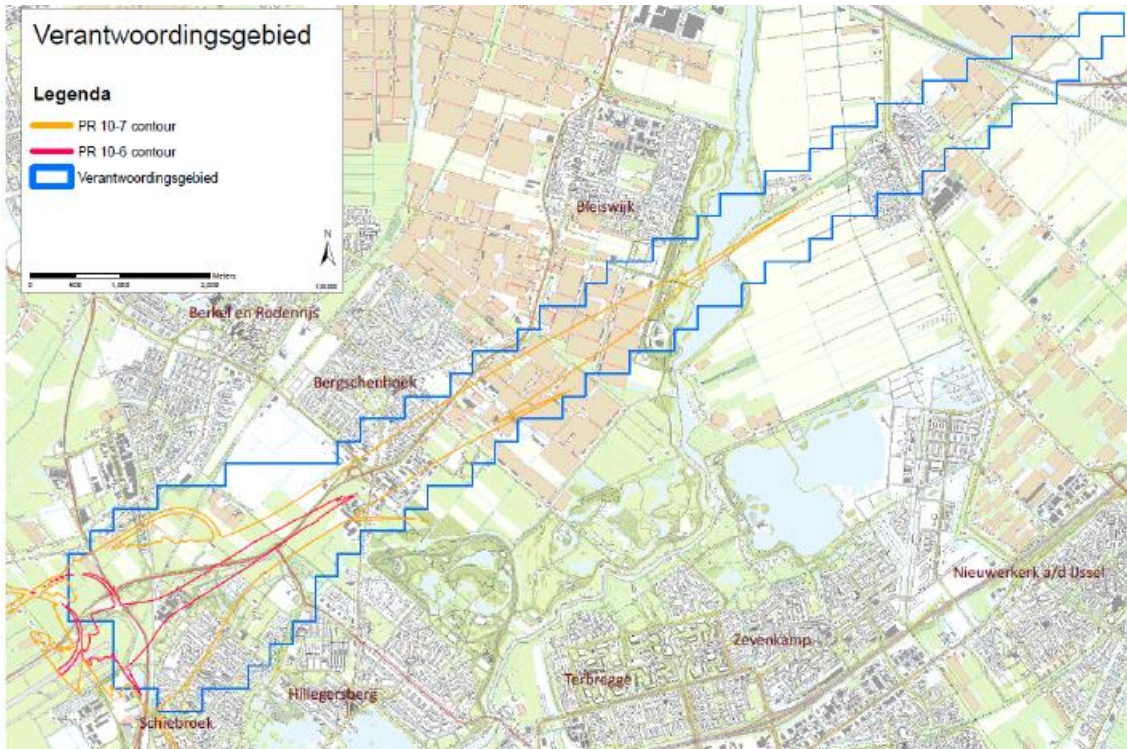 Verantwoordingsgebied
Legenda
PR 10-7 contour
PR 10-6 contour
Verantwoordingsgebied
N
Meters
0
1,000
2,000
Bleiswijk
Berkel en Rodenrijs
Bergschenhoek
Nieuwerkerk a/d IJssel
Zevenkamp
Terbregge
Hillegersberg
Schiebroek